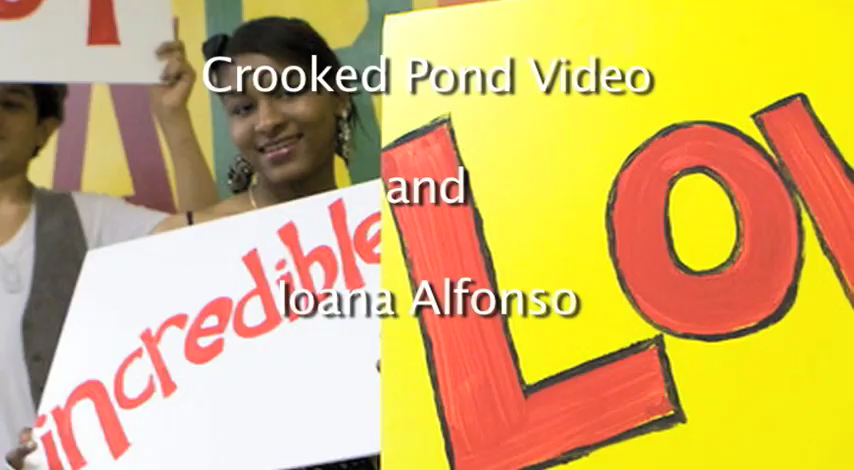 Crooked Pond Video
and
Ioana Alfonso
incredible
Lo